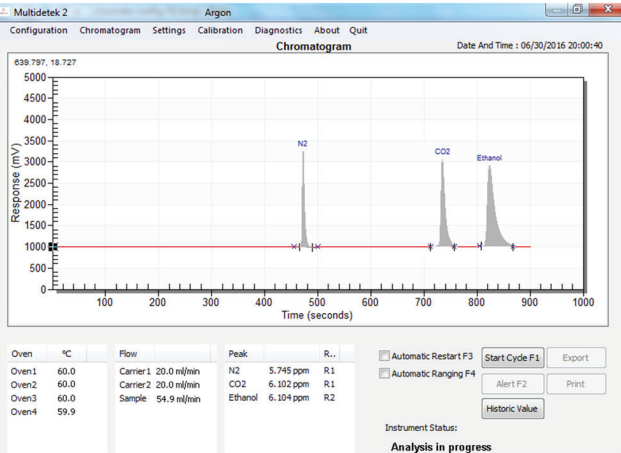 Multidetek 2 Argon
Configuration Chromatogram Settings Calibration Diagnostics About Quit
Chromatogram Date And Time : 06/30/2016 20:00:40
639.797, 18.727
5000
4500
4000
3500
3000
2500
2000
1500
1000
500
0
Response (mV)
N2
CO2
Ethanol
100 200 300 400 500 600 700 800 900 1000
Time (seconds)
Oven °C
Oven1 60.0
Oven2 60.0
Oven3 60.0
Oven4 59.9
Flow
Carrier1 20.0 ml/min
Carrier2 20.0 ml/min
Sample 54.9 ml/min
Peak R..
N2 5.745 ppm R1
CO2 6.102 ppm R1
Ethanol 6.104 ppm R2
Automatic Restart F3
Automatic Ranging F4
Start Cycle F1 Export
Alert F2 Print
Historic Value
Instrument Status:
Analysis in progress